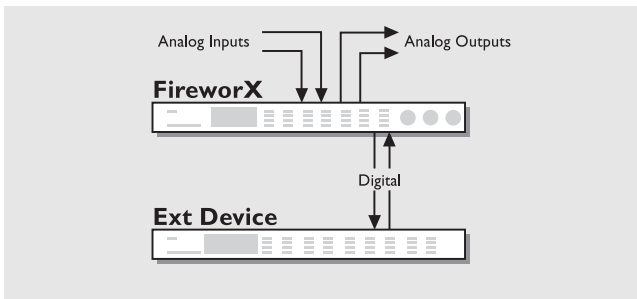 Analog Inputs
Analog Outputs
FireworX
Digital
Ext Device